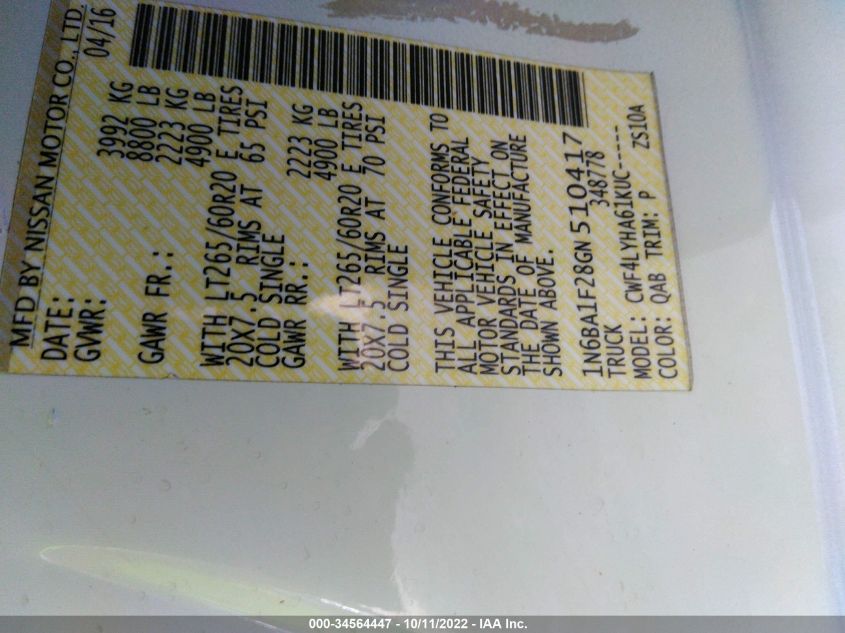 MFD BY NISSAN MOTOR CO., LTD.
DATE: 04/16
GVWR: 3992 KG
8800 LB
GAWR FR.: 2223 KG
4900 LB
WITH LT265/60R20 E TIRES
20X7.5 RIMS AT 65 PSI
COLD SINGLE
GAWR RR.: 2223 KG
4900 LB
WITH LT265/60R20 E TIRES
20X7.5 RIMS AT 70 PSI
COLD SINGLE
THIS VEHICLE CONFORMS TO
ALL APPLICABLE FEDERAL
MOTOR VEHICLE SAFETY
STANDARDS IN EFFECT ON
THE DATE OF MANUFACTURE
SHOWN ABOVE.
1N6BA1F28GN510417
TRUCK 348778
MODEL: CWF4LYHA61KUC-----
COLOR: QAB TRIM: P ZS10A
000-34564447 - 10/11/2022 - IAA Inc.